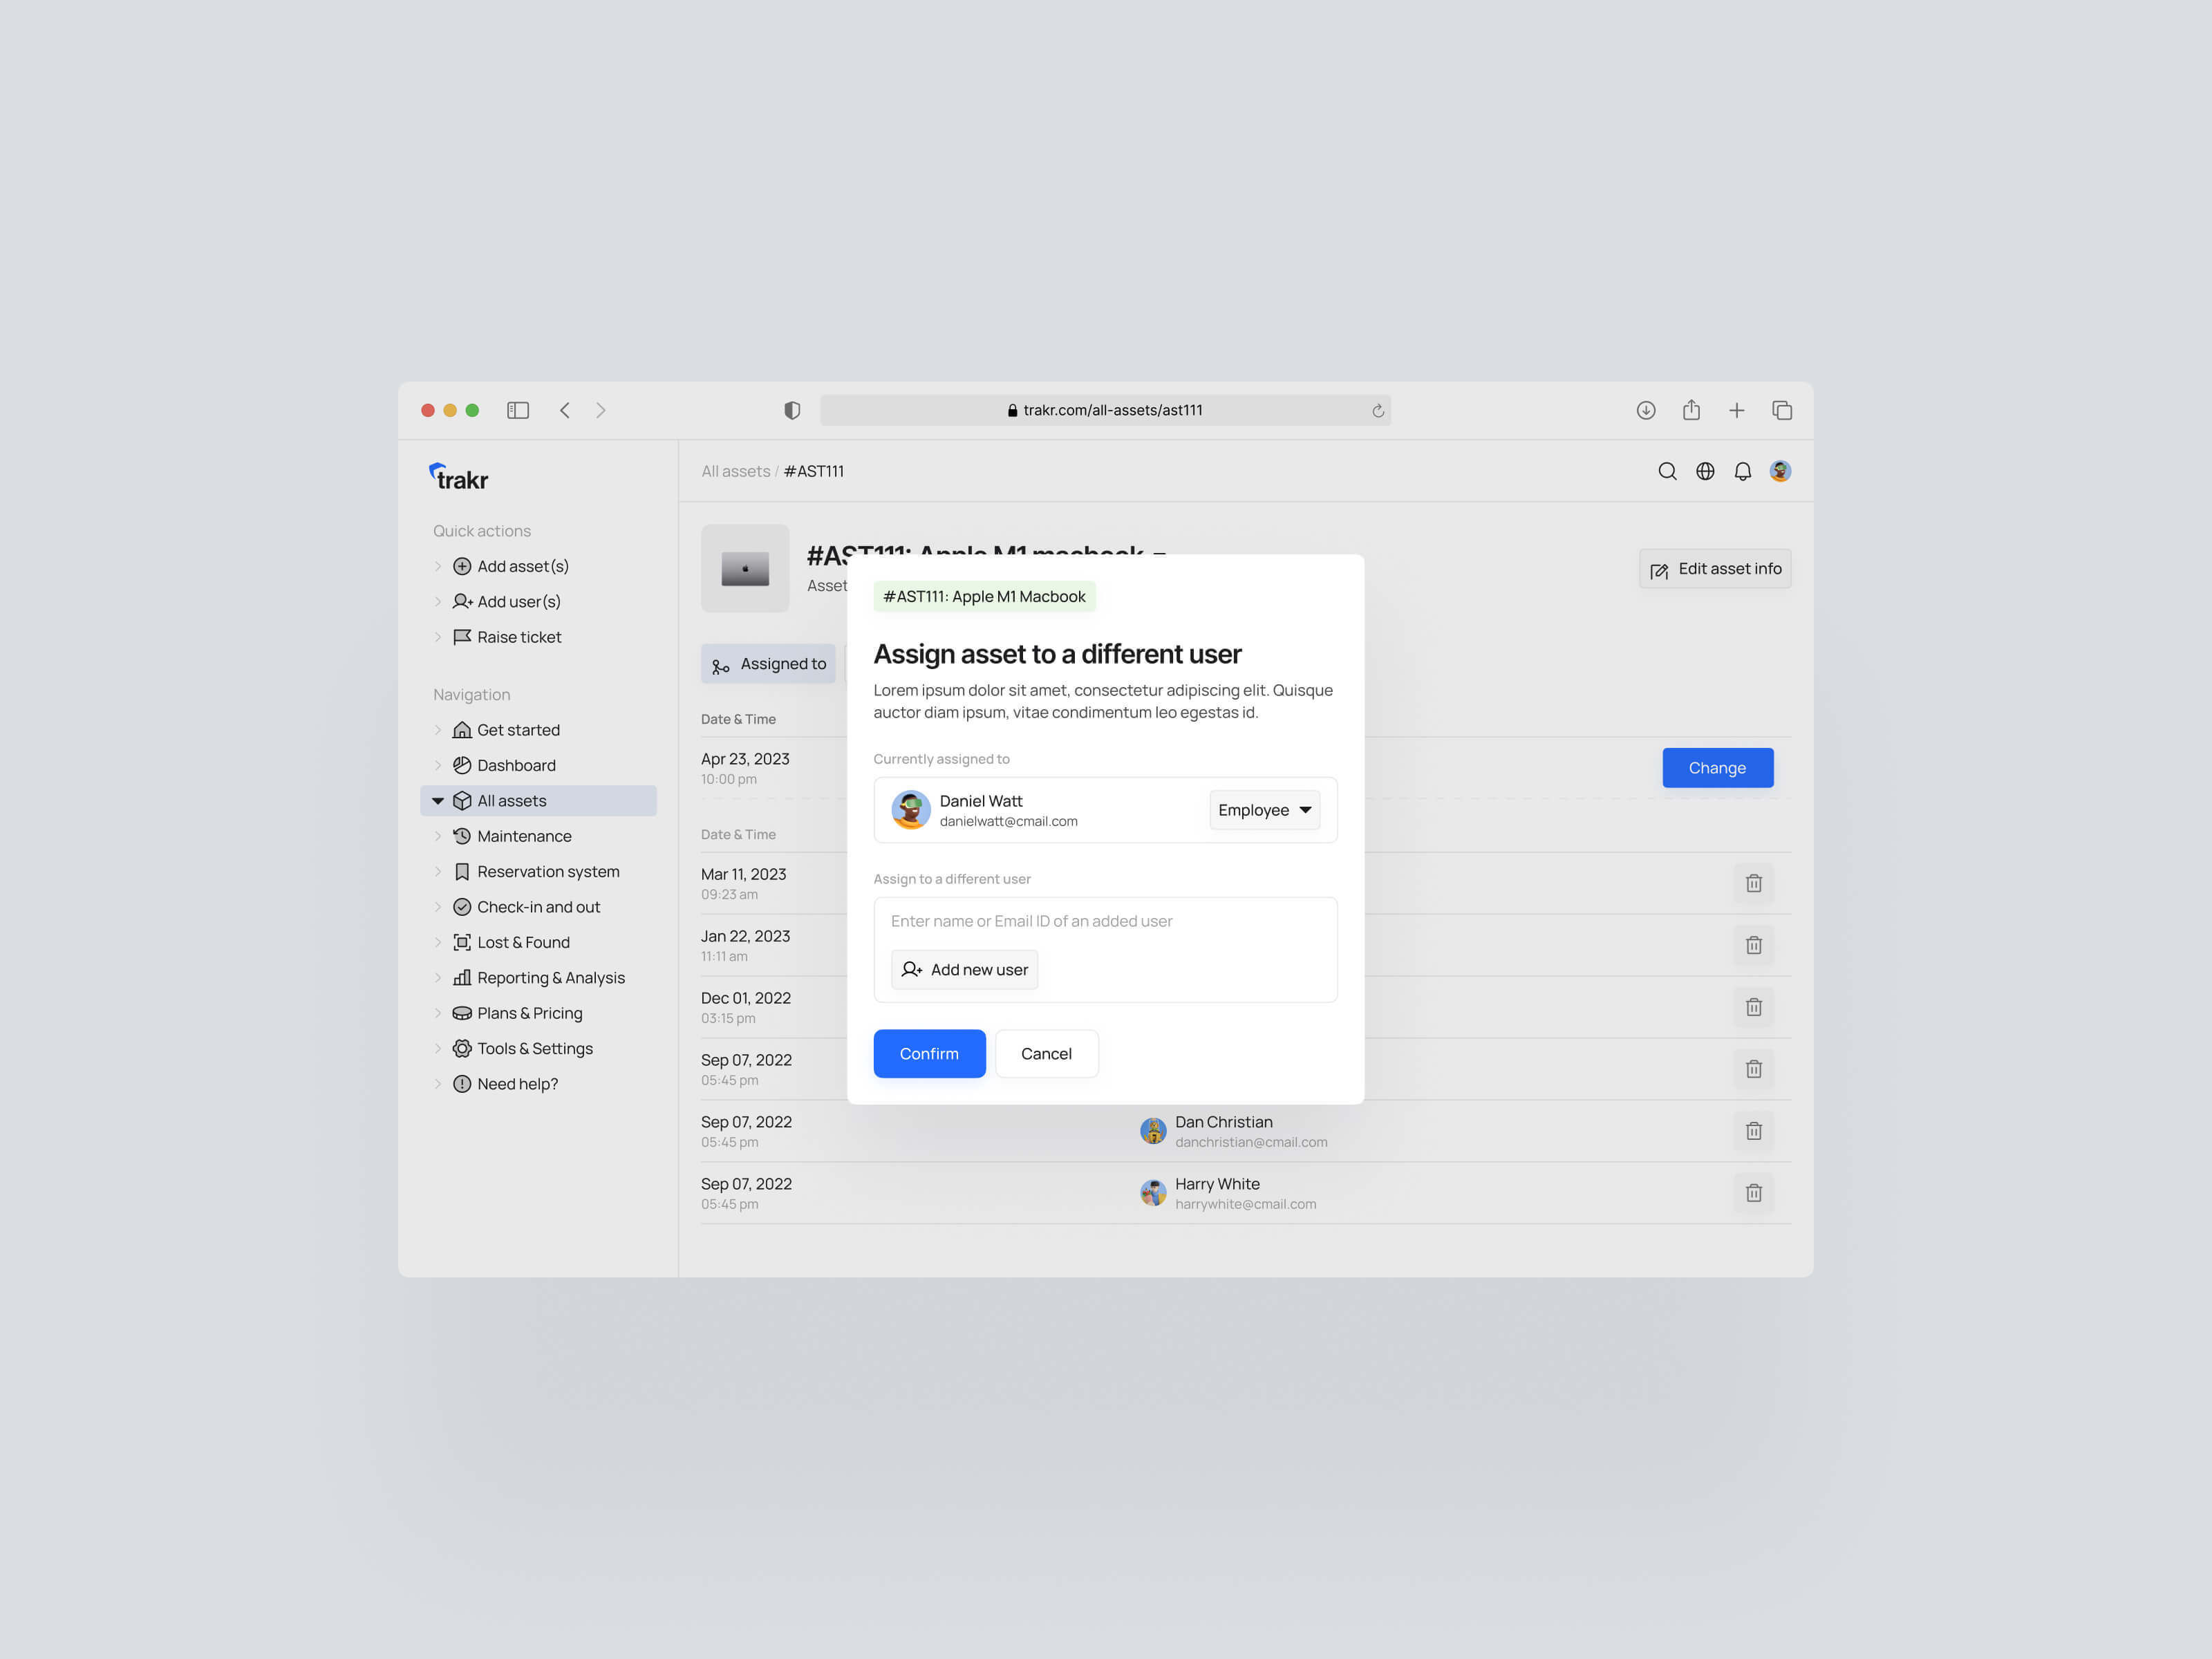 trakr.com/all-assets/ast111
trakr
All assets / #AST111
Quick actions
Add asset(s)
Add user(s)
Raise ticket
Navigation
Get started
Dashboard
All assets
Maintenance
Reservation system
Check-in and out
Lost & Found
Reporting & Analysis
Plans & Pricing
Tools & Settings
Need help?
#AST111: Apple M1 macbook
Asset
Edit asset info
Assigned to
Date & Time
Apr 23, 2023
10:00 pm
Change
Date & Time
Mar 11, 2023
09:23 am
Jan 22, 2023
11:11 am
Dec 01, 2022
03:15 pm
Sep 07, 2022
05:45 pm
Sep 07, 2022
05:45 pm
Dan Christian
danchristian@cmail.com
Sep 07, 2022
05:45 pm
Harry White
harrywhite@cmail.com
#AST111: Apple M1 Macbook
Assign asset to a different user
Lorem ipsum dolor sit amet, consectetur adipiscing elit. Quisque
auctor diam ipsum, vitae condimentum leo egestas id.
Currently assigned to
Daniel Watt
danielwatt@cmail.com
Employee
Assign to a different user
Enter name or Email ID of an added user
Add new user
Confirm
Cancel